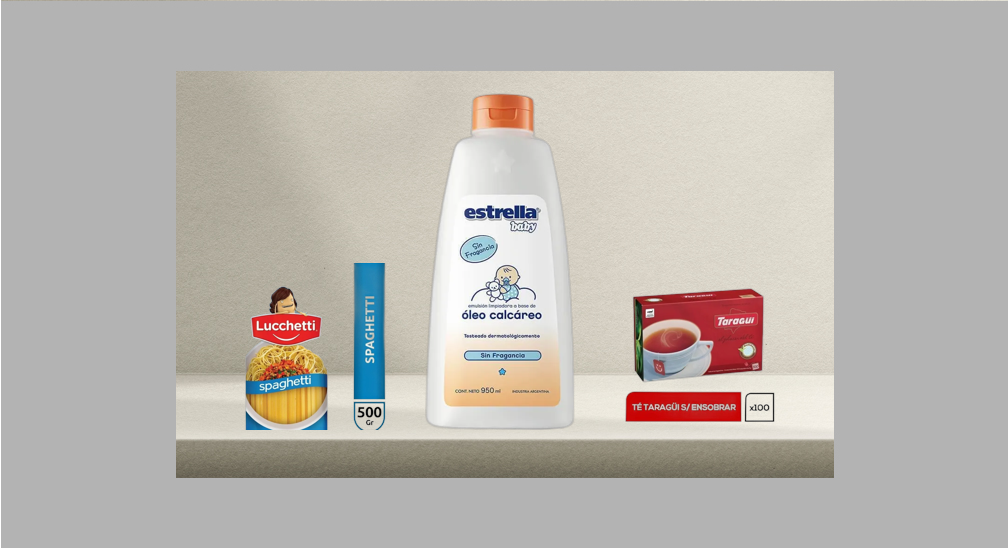 Lucchetti
spaghetti
SPAGHETTI
500
Gr
estrella
baby
Sin
Fragancia
emulsión limpiadora a base de
óleo calcáreo
Testeado dermatológicamente
Sin Fragancia
CONT. NETO 950 ml
INDUSTRIA ARGENTINA
Taragüi
TÉ TARAGÜI S/ ENSOBRAR
x100